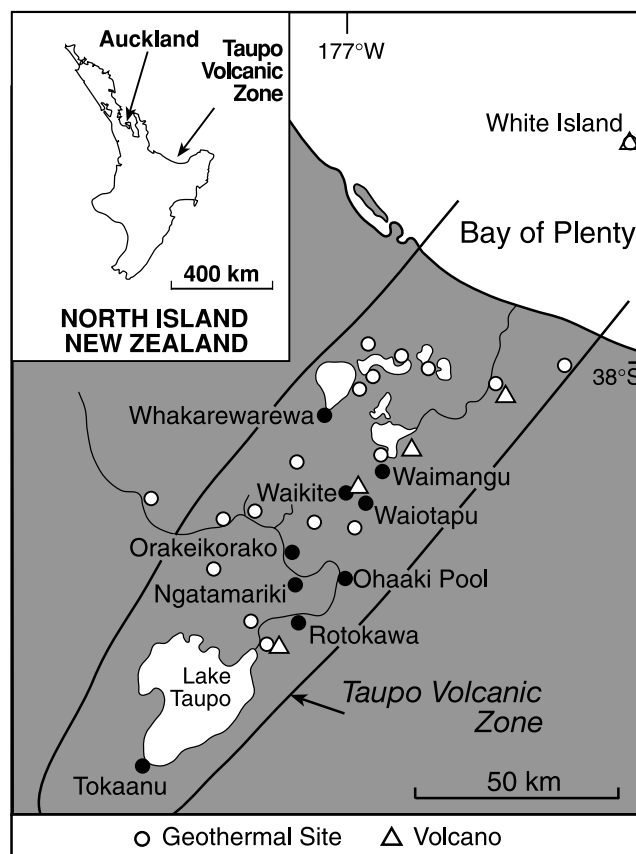 Auckland
Taupo
Volcanic
Zone
400 km
NORTH ISLAND
NEW ZEALAND
177°W
White Island
Bay of Plenty
38°S
Whakarewarewa
Waimangu
Waikite
Waiotapu
Orakeikorako
Ohaaki Pool
Ngatamariki
Rotokawa
Lake
Taupo
Taupo Volcanic
Zone
Tokaanu
50 km
Geothermal Site
Volcano